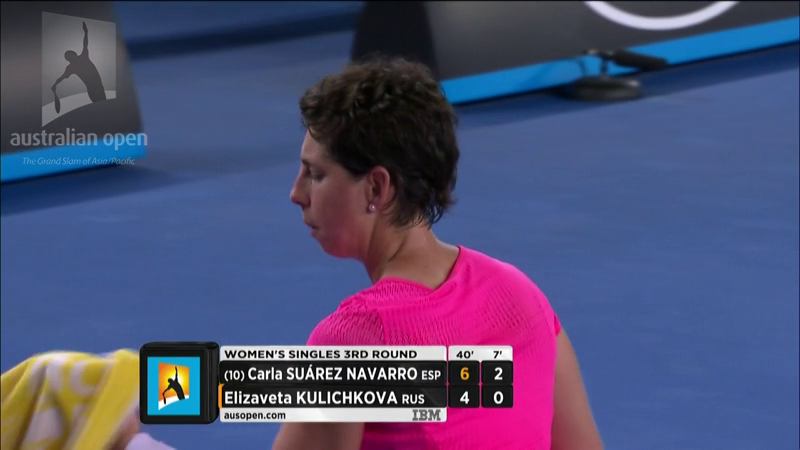 australian open
The Grand Slam of Asia/Pacific
WOMEN'S SINGLES 3RD ROUND 40' 7'
(10) Carla SUÁREZ NAVARRO ESP 6 2
Elizaveta KULICHKOVA RUS 4 0
ausopen.com IBM